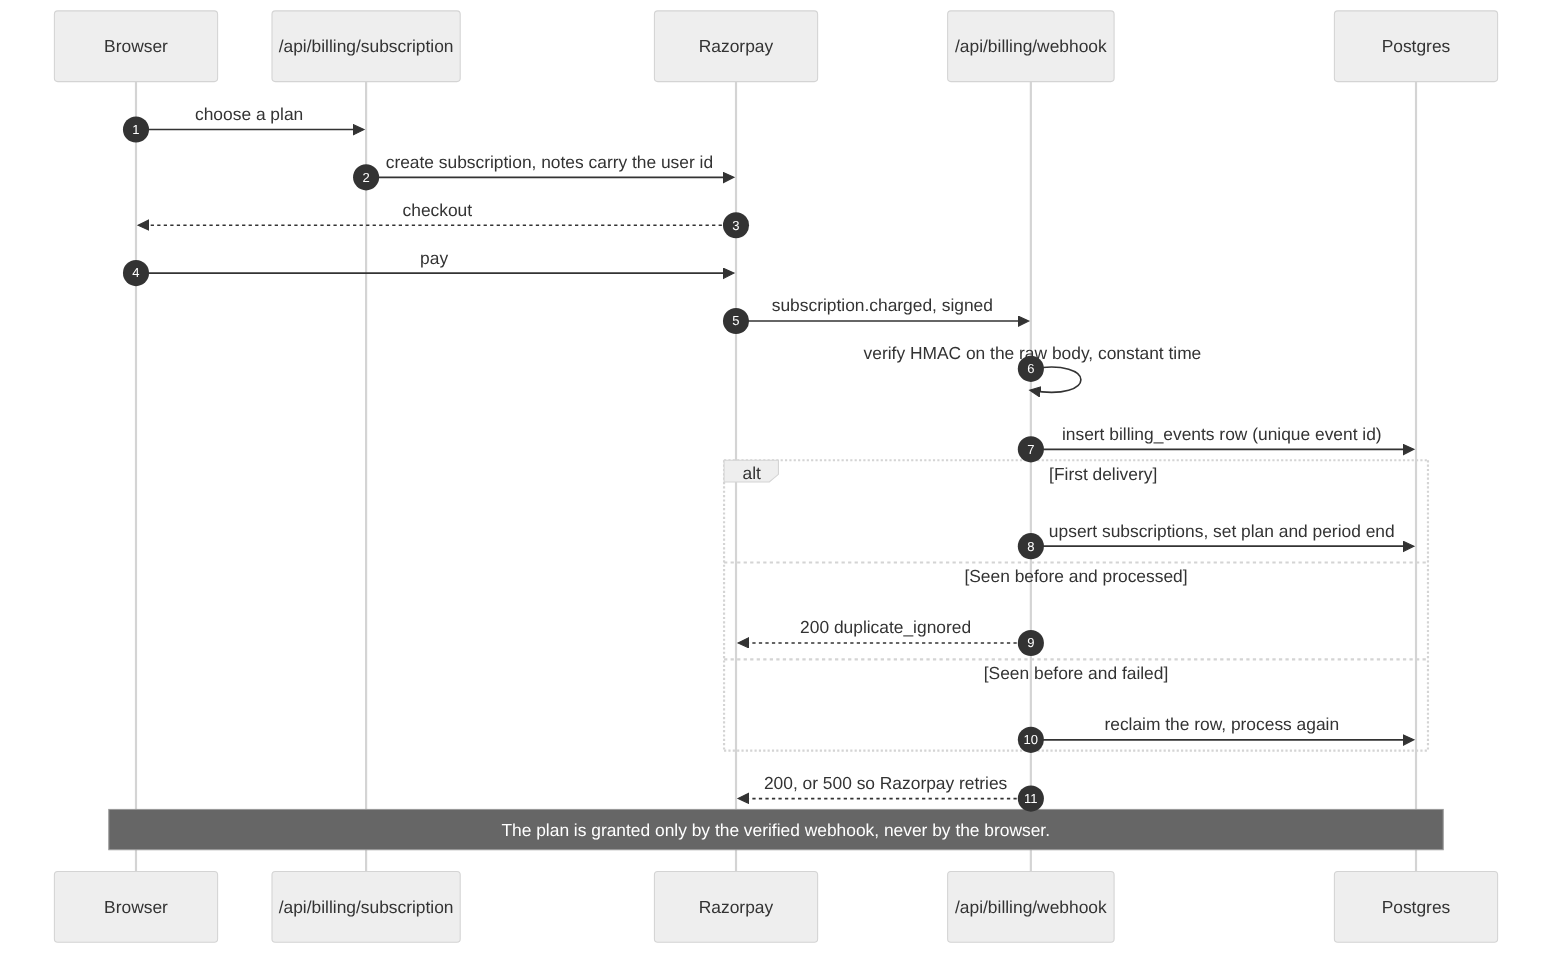 Browser
/api/billing/subscription
Razorpay
/api/billing/webhook
Postgres
1
choose a plan
2
create subscription, notes carry the user id
checkout
3
4
pay
5
subscription.charged, signed
verify HMAC on the raw body, constant time
6
7
insert billing_events row (unique event id)
alt
[First delivery]
8
upsert subscriptions, set plan and period end
[Seen before and processed]
200 duplicate_ignored
9
[Seen before and failed]
10
reclaim the row, process again
200, or 500 so Razorpay retries
11
The plan is granted only by the verified webhook, never by the browser.
Browser
/api/billing/subscription
Razorpay
/api/billing/webhook
Postgres